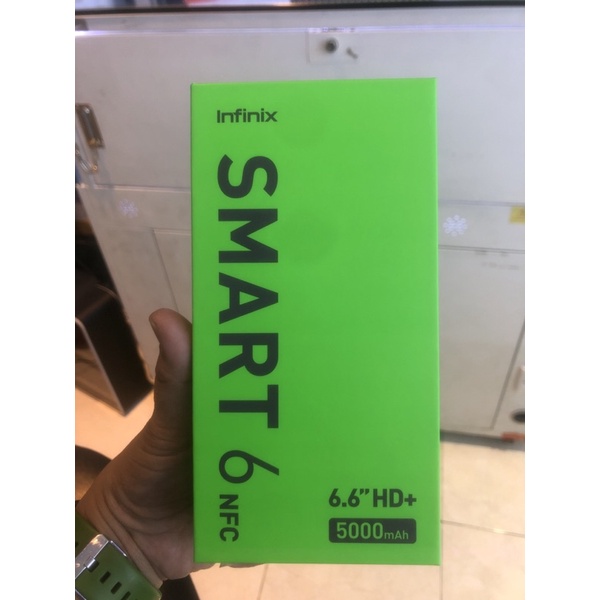 Infinix
SMART 6 NFC
6.6” HD+
5000mAh